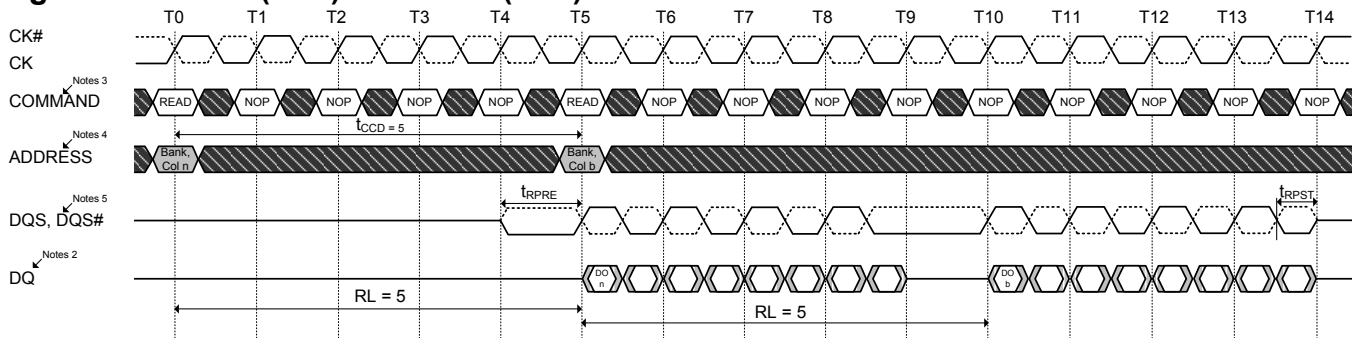 T0 T1 T2 T3 T4 T5 T6 T7 T8 T9 T10 T11 T12 T13 T14
CK#
CK
Notes 3
COMMAND READ NOP NOP NOP NOP READ NOP NOP NOP NOP NOP NOP NOP NOP NOP
tCCD = 5
Notes 4
ADDRESS
Bank, Col n
Bank, Col b
Notes 5
DQS, DQS#
tRPRE
tRPST
Notes 2
DQ
DO n
DO b
RL = 5
RL = 5